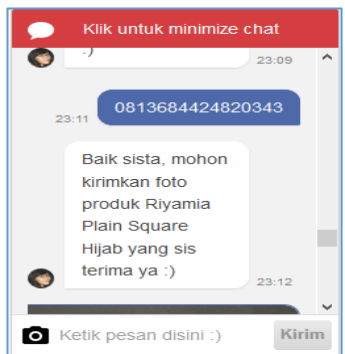 Klik untuk minimize chat
:)
23:09
0813684424820343
23:11
Baik sista, mohon
kirimkan foto
produk Riyamia
Plain Square
Hijab yang sis
terima ya :)
23:12
Ketik pesan disini :)
Kirim